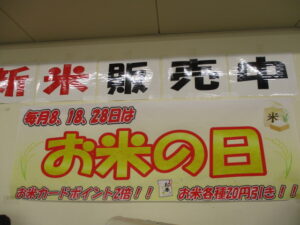 新米販売中
毎月8、18、28日は
お米の日
米
お米カードポイント2倍！！
お米各種20円引き！！